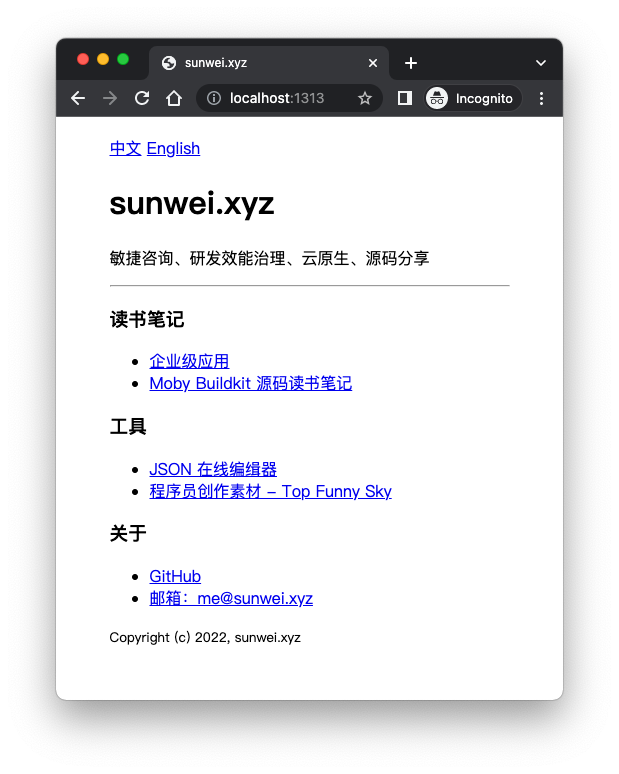 sunwei.xyz
localhost:1313
Incognito
中文 English
sunwei.xyz
敏捷咨询、研发效能治理、云原生、源码分享
读书笔记
企业级应用
Moby Buildkit 源码读书笔记
工具
JSON 在线编缉器
程序员创作素材 – Top Funny Sky
关于
GitHub
邮箱：me@sunwei.xyz
Copyright (c) 2022, sunwei.xyz